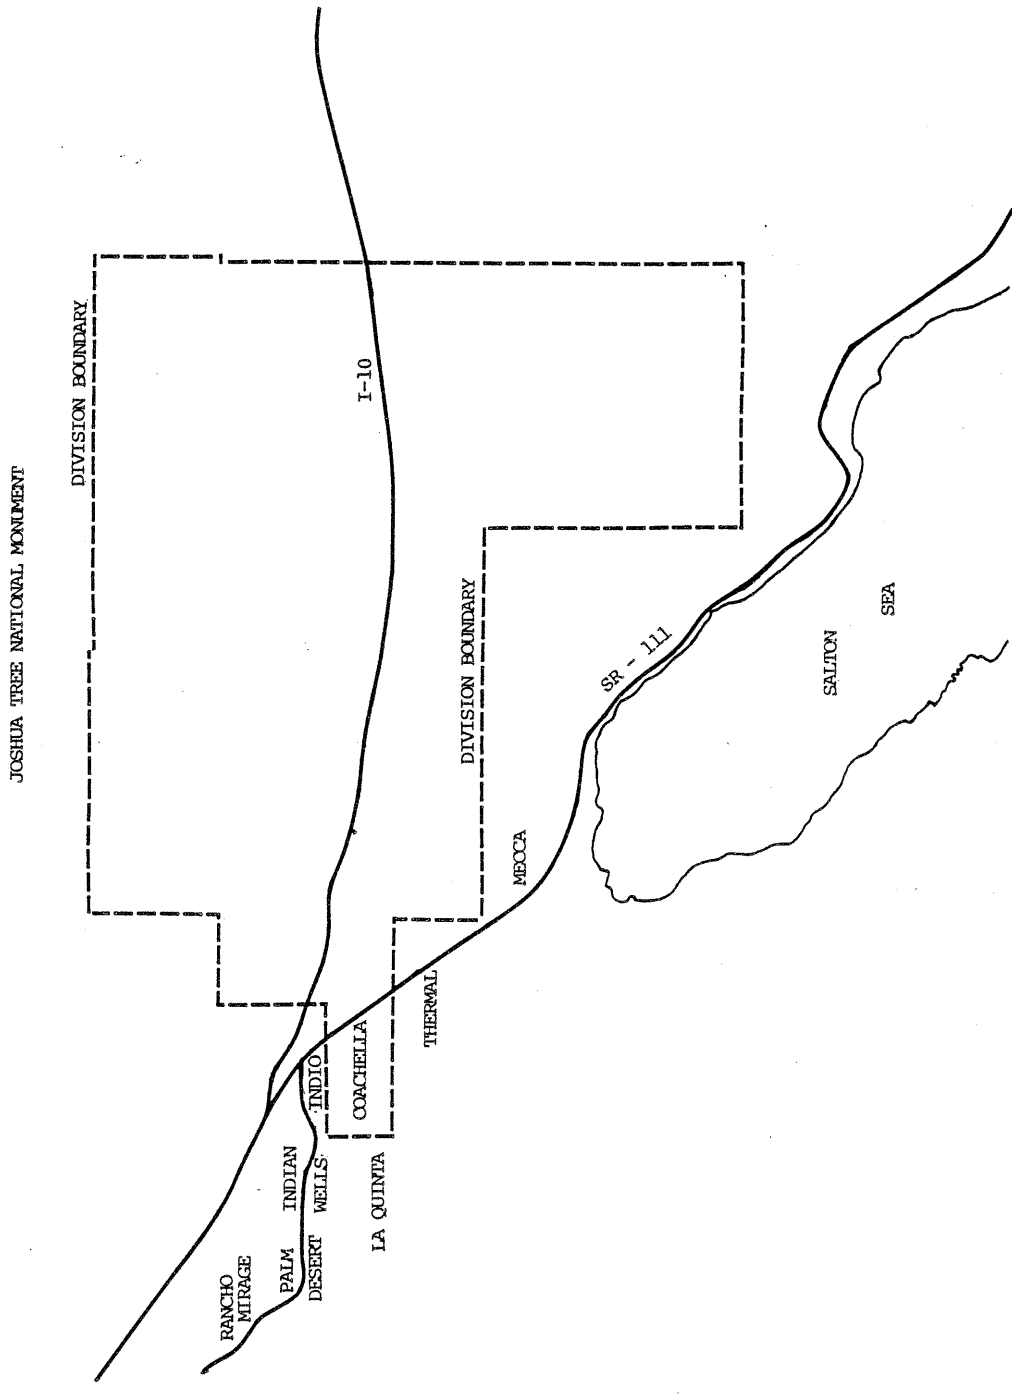 JOSHUA TREE NATIONAL MONUMENT
DIVISION BOUNDARY
I-10
DIVISION BOUNDARY
SR - 111
SALTON
SEA
MECCA
THERMAL
COACHELLA
INDIO
INDIAN
WELLS
LA QUINTA
PALM
DESERT
RANCHO
MIRAGE